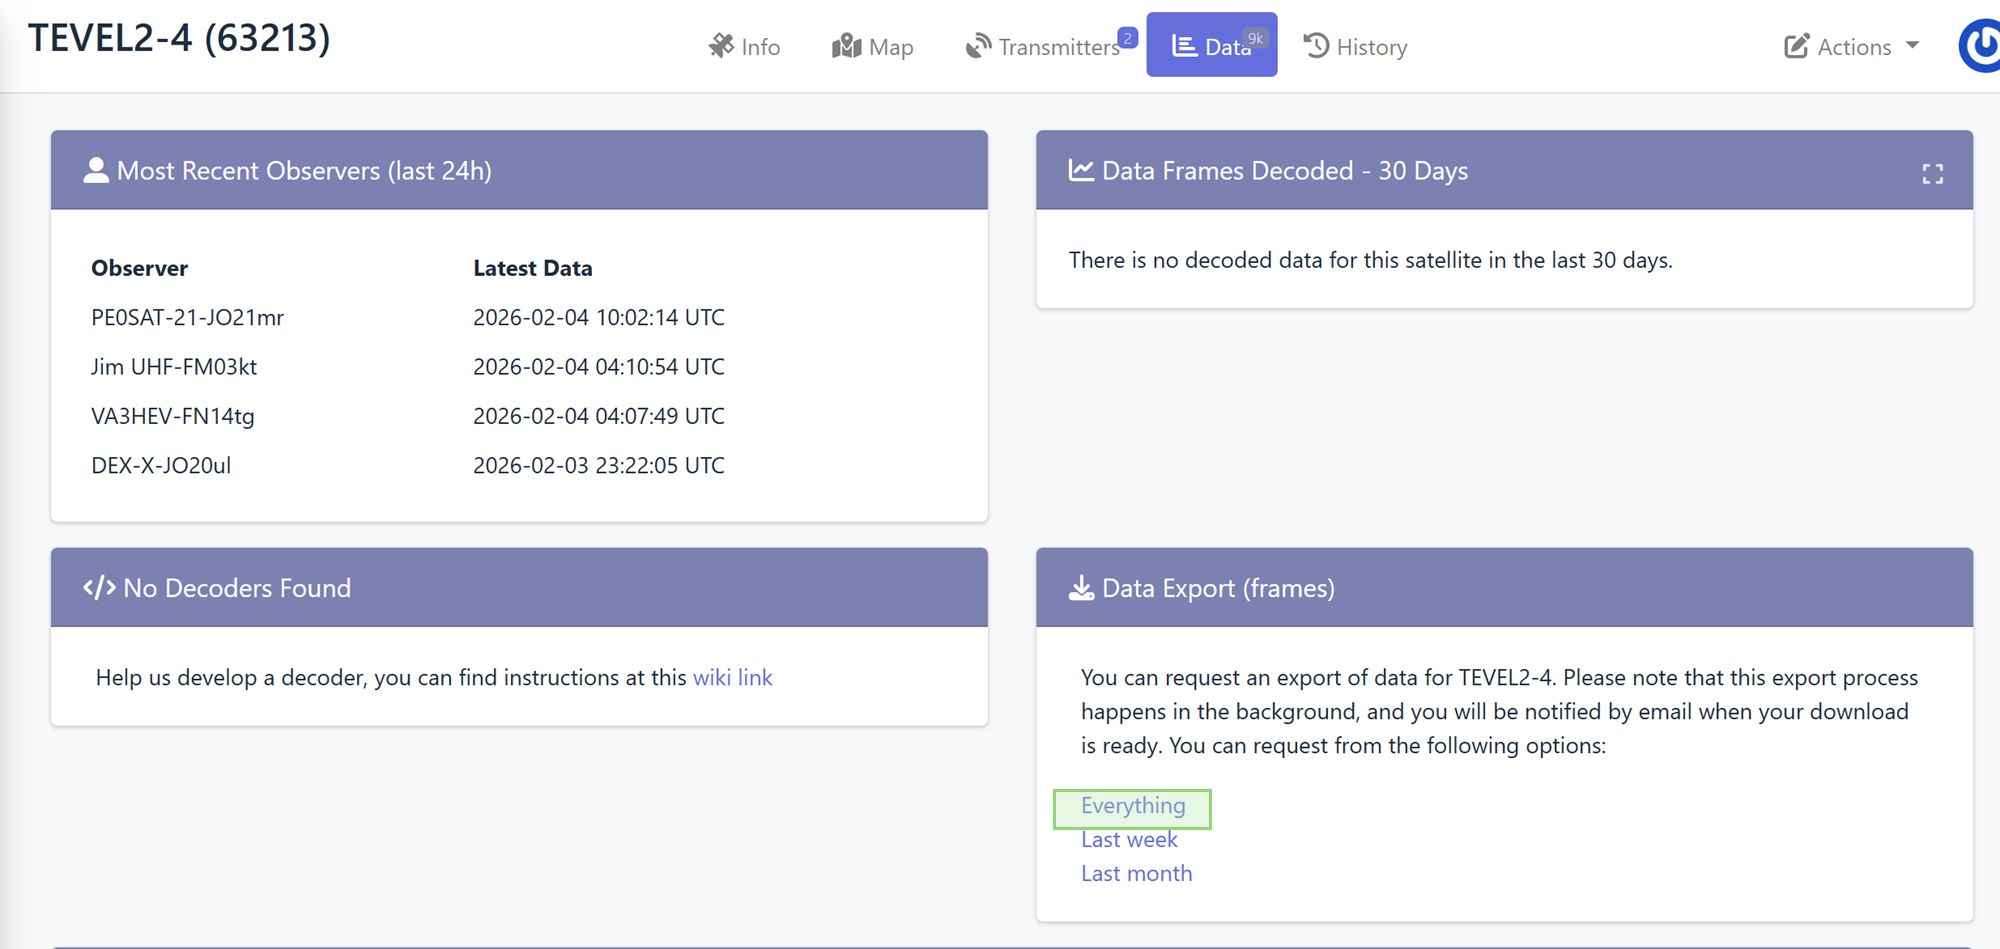 TEVEL2-4 (63213)
Info
Map
Transmitters 2
Data 9k
History
Actions
Most Recent Observers (last 24h)
Observer Latest Data
PE0SAT-21-JO21mr 2026-02-04 10:02:14 UTC
Jim UHF-FM03kt 2026-02-04 04:10:54 UTC
VA3HEV-FN14tg 2026-02-04 04:07:49 UTC
DEX-X-JO20ul 2026-02-03 23:22:05 UTC
Data Frames Decoded - 30 Days
There is no decoded data for this satellite in the last 30 days.
</> No Decoders Found
Help us develop a decoder, you can find instructions at this wiki link
Data Export (frames)
You can request an export of data for TEVEL2-4. Please note that this export process
happens in the background, and you will be notified by email when your download
is ready. You can request from the following options:
Everything
Last week
Last month